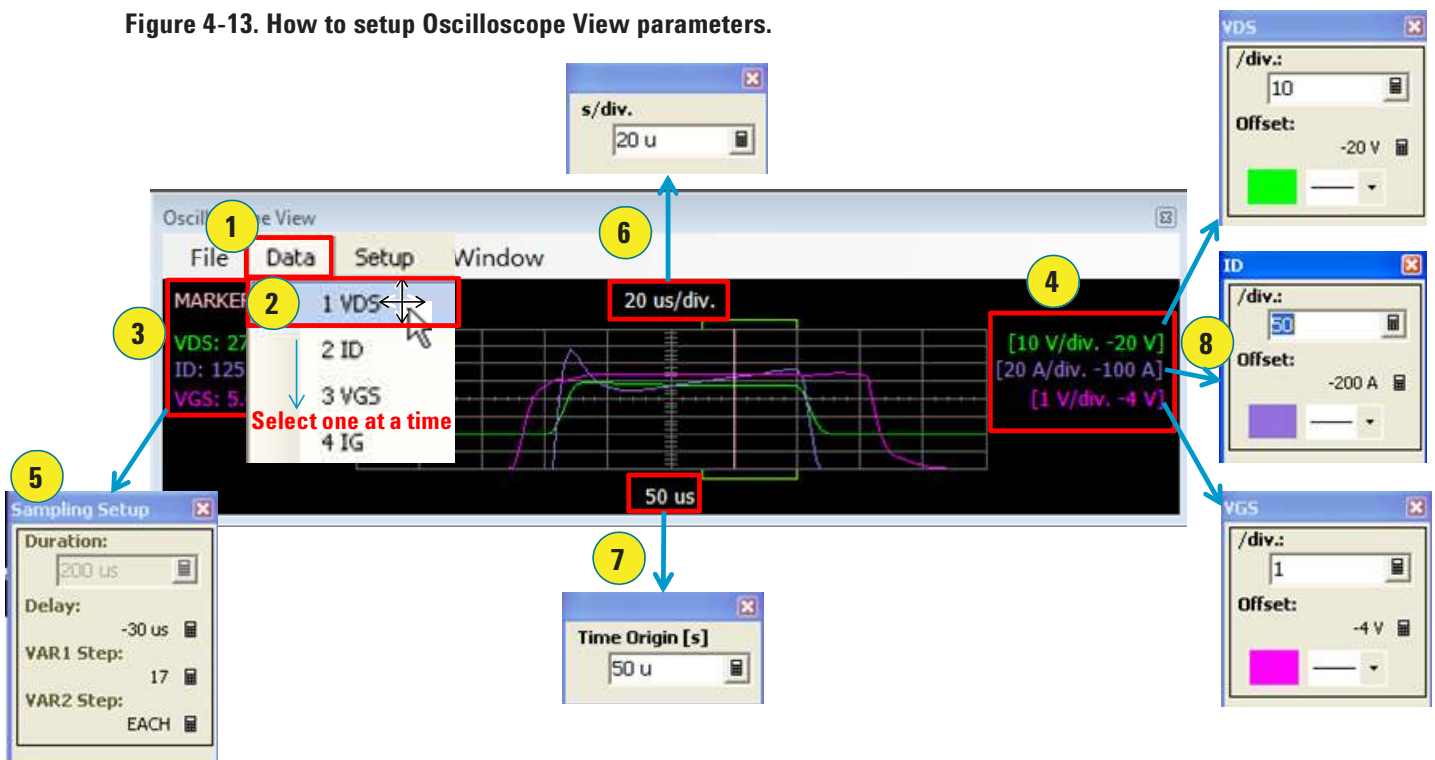 Figure 4-13. How to setup Oscilloscope View parameters.
s/div.
20 u
VDS
/div.:
10
Offset:
-20 V
1
6
File Data Setup Window
2
1 VDS
2 ID
3 VGS
4 IG
Select one at a time
3
VDS: 27
ID: 125
VGS: 5.
20 us/div.
50 us
4
[10 V/div. -20 V]
[20 A/div. -100 A]
[1 V/div. -4 V]
8
ID
/div.:
50
Offset:
-200 A
5
Sampling Setup
Duration:
200 us
Delay:
-30 us
VAR1 Step:
17
VAR2 Step:
EACH
7
Time Origin [s]
50 u
VGS
/div.:
1
Offset:
-4 V